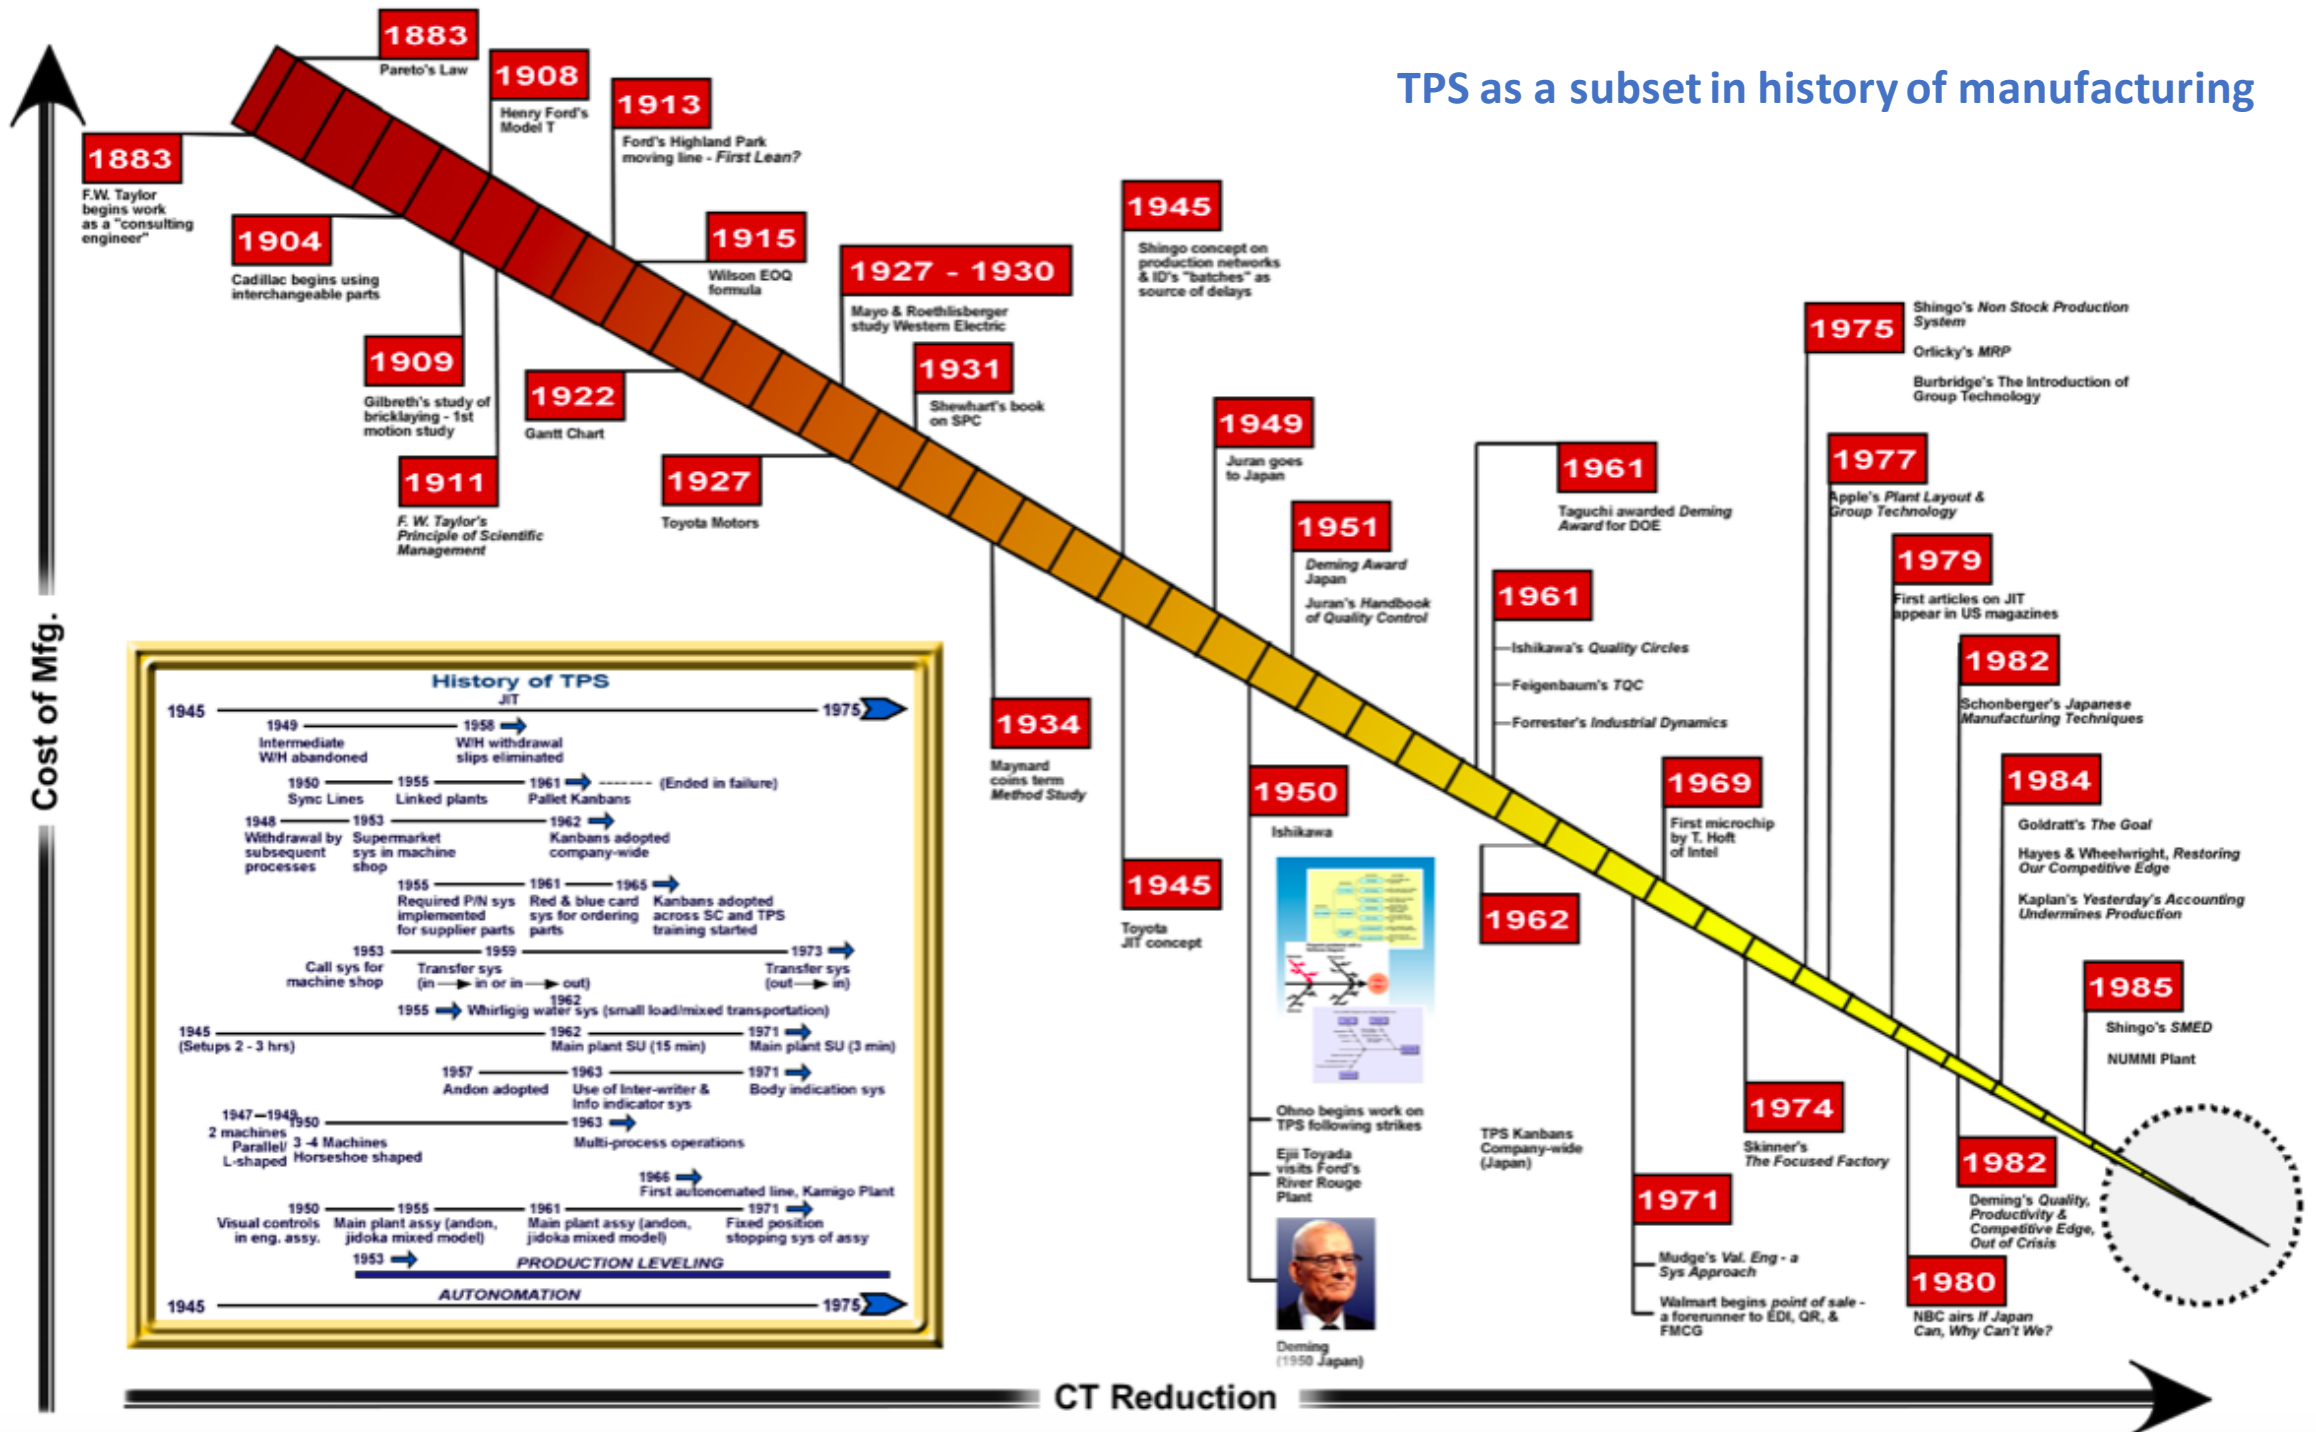 TPS as a subset in history of manufacturing
1883
Pareto's Law
1908
Henry Ford's
Model T
1913
Ford's Highland Park
moving line - First Lean?
1883
F.W. Taylor
begins work
as a "consulting
engineer"
1904
Cadillac begins using
interchangeable parts
1915
Wilson EOQ
formula
1927 - 1930
Mayo & Roethlisberger
study Western Electric
1909
Gilbreth's study of
bricklaying - 1st
motion study
1922
Gantt Chart
1931
Shewhart's book
on SPC
1911
F. W. Taylor's
Principle of Scientific
Management
1927
Toyota Motors
1945
Shingo concept on
production networks
& ID's "batches" as
source of delays
1949
Juran goes
to Japan
1951
Deming Award
Japan
Juran's Handbook
of Quality Control
1961
Taguchi awarded Deming
Award for DOE
1961
Ishikawa's Quality Circles
Feigenbaum's TQC
Forrester's Industrial Dynamics
1975
Shingo's Non Stock Production
System
Orlicky's MRP
Burbridge's The Introduction of
Group Technology
1977
Apple's Plant Layout &
Group Technology
1979
First articles on JIT
appear in US magazines
1982
Schonberger's Japanese
Manufacturing Techniques
1984
Goldratt's The Goal
Hayes & Wheelwright, Restoring
Our Competitive Edge
Kaplan's Yesterday's Accounting
Undermines Production
1985
Shingo's SMED
NUMMI Plant
1934
Maynard
coins term
Method Study
1945
Toyota
JIT concept
1950
Ishikawa
Ohno begins work on
TPS following strikes
Ejii Toyada
visits Ford's
River Rouge
Plant
Deming
(1950 Japan)
1962
TPS Kanbans
Company-wide
(Japan)
1969
First microchip
by T. Hoft
of Intel
1971
Mudge's Val. Eng - a
Sys Approach
Walmart begins point of sale -
a forerunner to EDI, QR, &
FMCG
1974
Skinner's
The Focused Factory
1982
Deming's Quality,
Productivity &
Competitive Edge,
Out of Crisis
1980
NBC airs If Japan
Can, Why Can't We?
Cost of Mfg.
CT Reduction
History of TPS
JIT
1945 1975
1949 1958
Intermediate W/H withdrawal
W/H abandoned slips eliminated
1950 1955 1961 ------- (Ended in failure)
Sync Lines Linked plants Pallet Kanbans
1948 1953 1962
Withdrawal by Supermarket Kanbans adopted
subsequent sys in machine company-wide
processes shop
1955 1961 1965
Required P/N sys Red & blue card Kanbans adopted
implemented sys for ordering across SC and TPS
for supplier parts parts training started
1953 1959 1973
Call sys for Transfer sys Transfer sys
machine shop (in in or in out) (out in)
1962
1955 Whirligig water sys (small load/mixed transportation)
1945 1962 1971
(Setups 2 - 3 hrs) Main plant SU (15 min) Main plant SU (3 min)
1957 1963 1971
Andon adopted Use of Inter-writer & Body indication sys
Info indicator sys
1947 1949 1950 1963
2 machines 3 -4 Machines Multi-process operations
Parallel/ Horseshoe shaped
L-shaped
1966
First autonomated line, Kamigo Plant
1950 1955 1961 1971
Visual controls Main plant assy (andon, Main plant assy (andon, Fixed position
in eng. assy. jidoka mixed model) jidoka mixed model) stopping sys of assy
1953 PRODUCTION LEVELING
AUTONOMATION
1945 1975